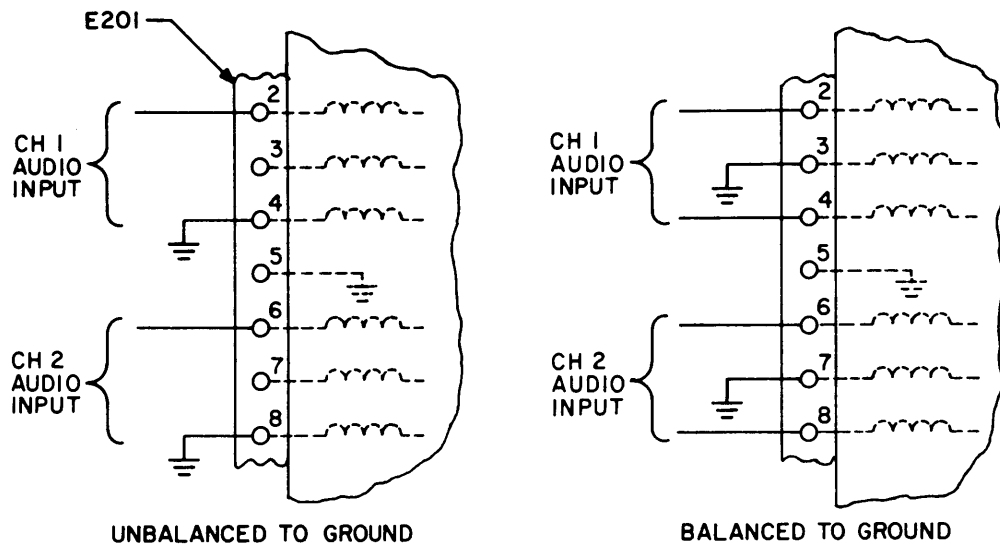 E201
CH 1
AUDIO
INPUT
2
3
4
5
6
7
8
CH 2
AUDIO
INPUT
UNBALANCED TO GROUND
CH 1
AUDIO
INPUT
2
3
4
5
6
7
8
CH 2
AUDIO
INPUT
BALANCED TO GROUND